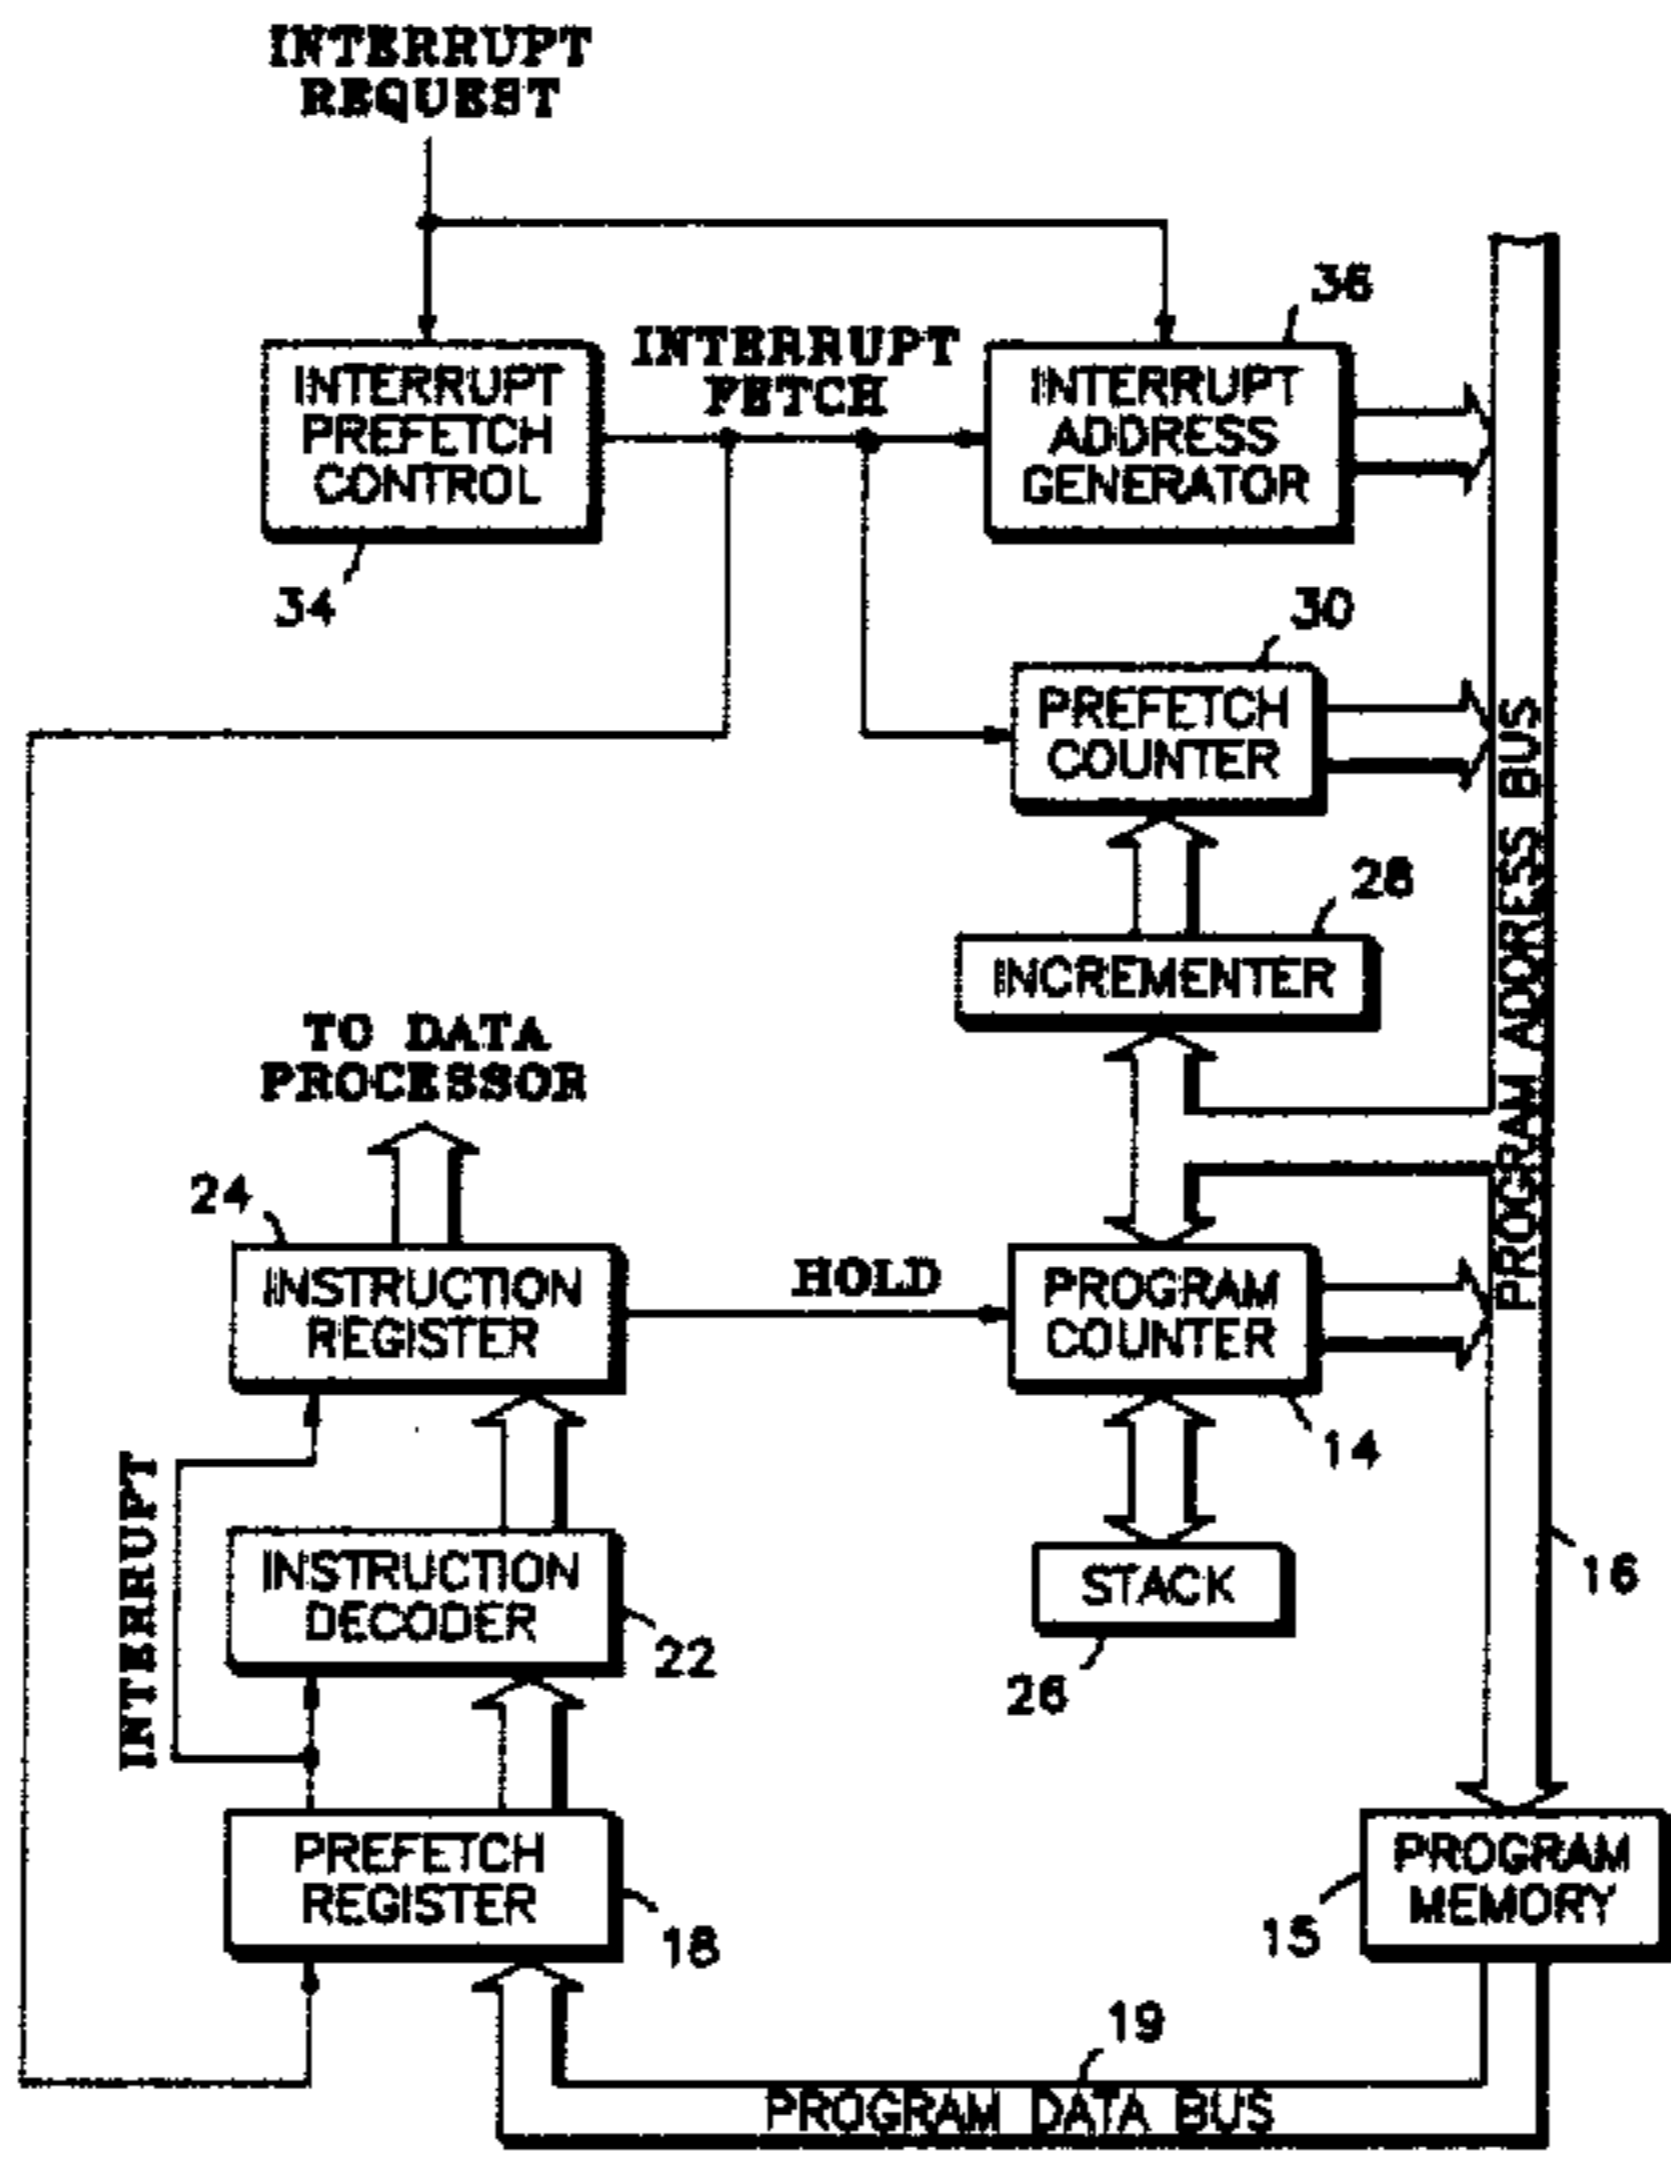 INTERRUPT
REQUEST
36
INTERRUPT
FETCH
INTERRUPT
PREFETCH
CONTROL
INTERRUPT
ADDRESS
GENERATOR
34
30
PREFETCH
COUNTER
PROGRAM ADDRESS BUS
28
INCREMENTER
TO DATA
PROCESSOR
24
INSTRUCTION
REGISTER
HOLD
PROGRAM
COUNTER
14
INTERRUPT
INSTRUCTION
DECODER
22
STACK
26
16
PREFETCH
REGISTER
18
PROGRAM
MEMORY
15
19
PROGRAM DATA BUS